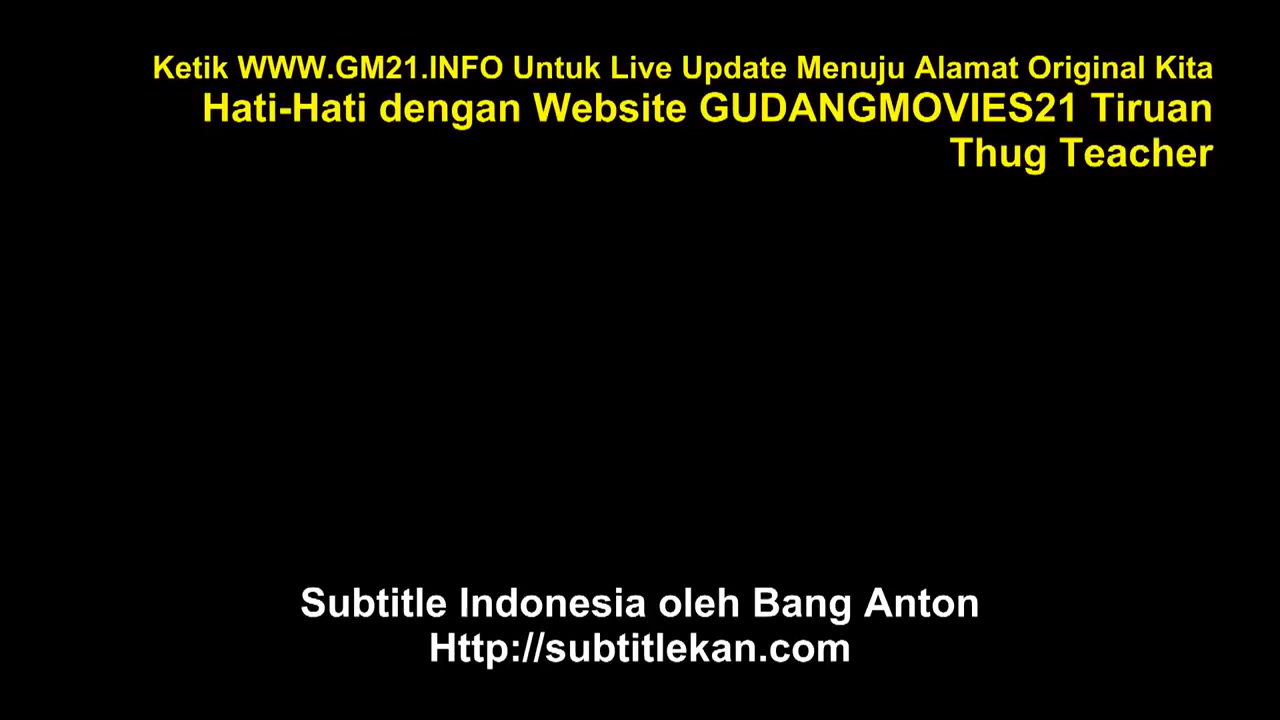 Ketik WWW.GM21.INFO Untuk Live Update Menuju Alamat Original Kita
Hati-Hati dengan Website GUDANGMOVIES21 Tiruan
Thug Teacher
Subtitle Indonesia oleh Bang Anton
Http://subtitlekan.com